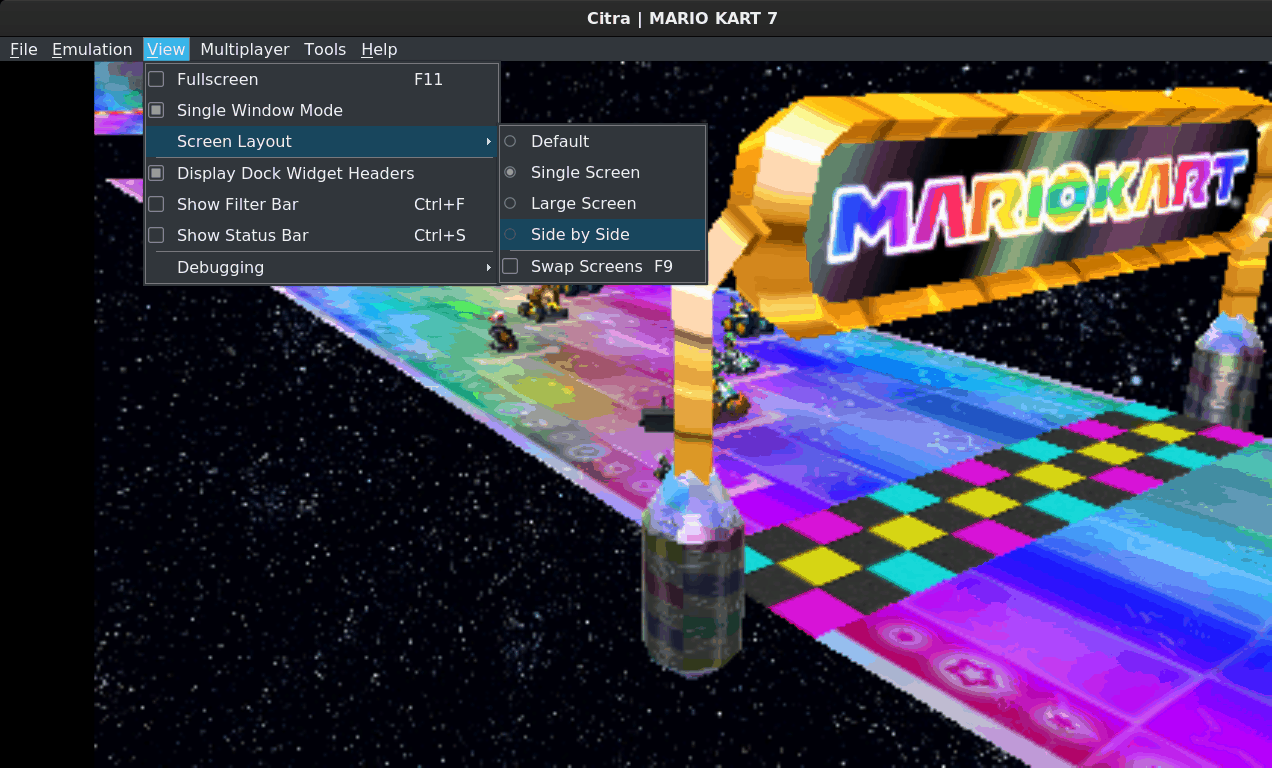 Citra | MARIO KART 7
File Emulation View Multiplayer Tools Help
Fullscreen F11
Single Window Mode
Screen Layout
Display Dock Widget Headers
Show Filter Bar Ctrl+F
Show Status Bar Ctrl+S
Debugging
Default
Single Screen
Large Screen
Side by Side
Swap Screens F9
MARIOKART